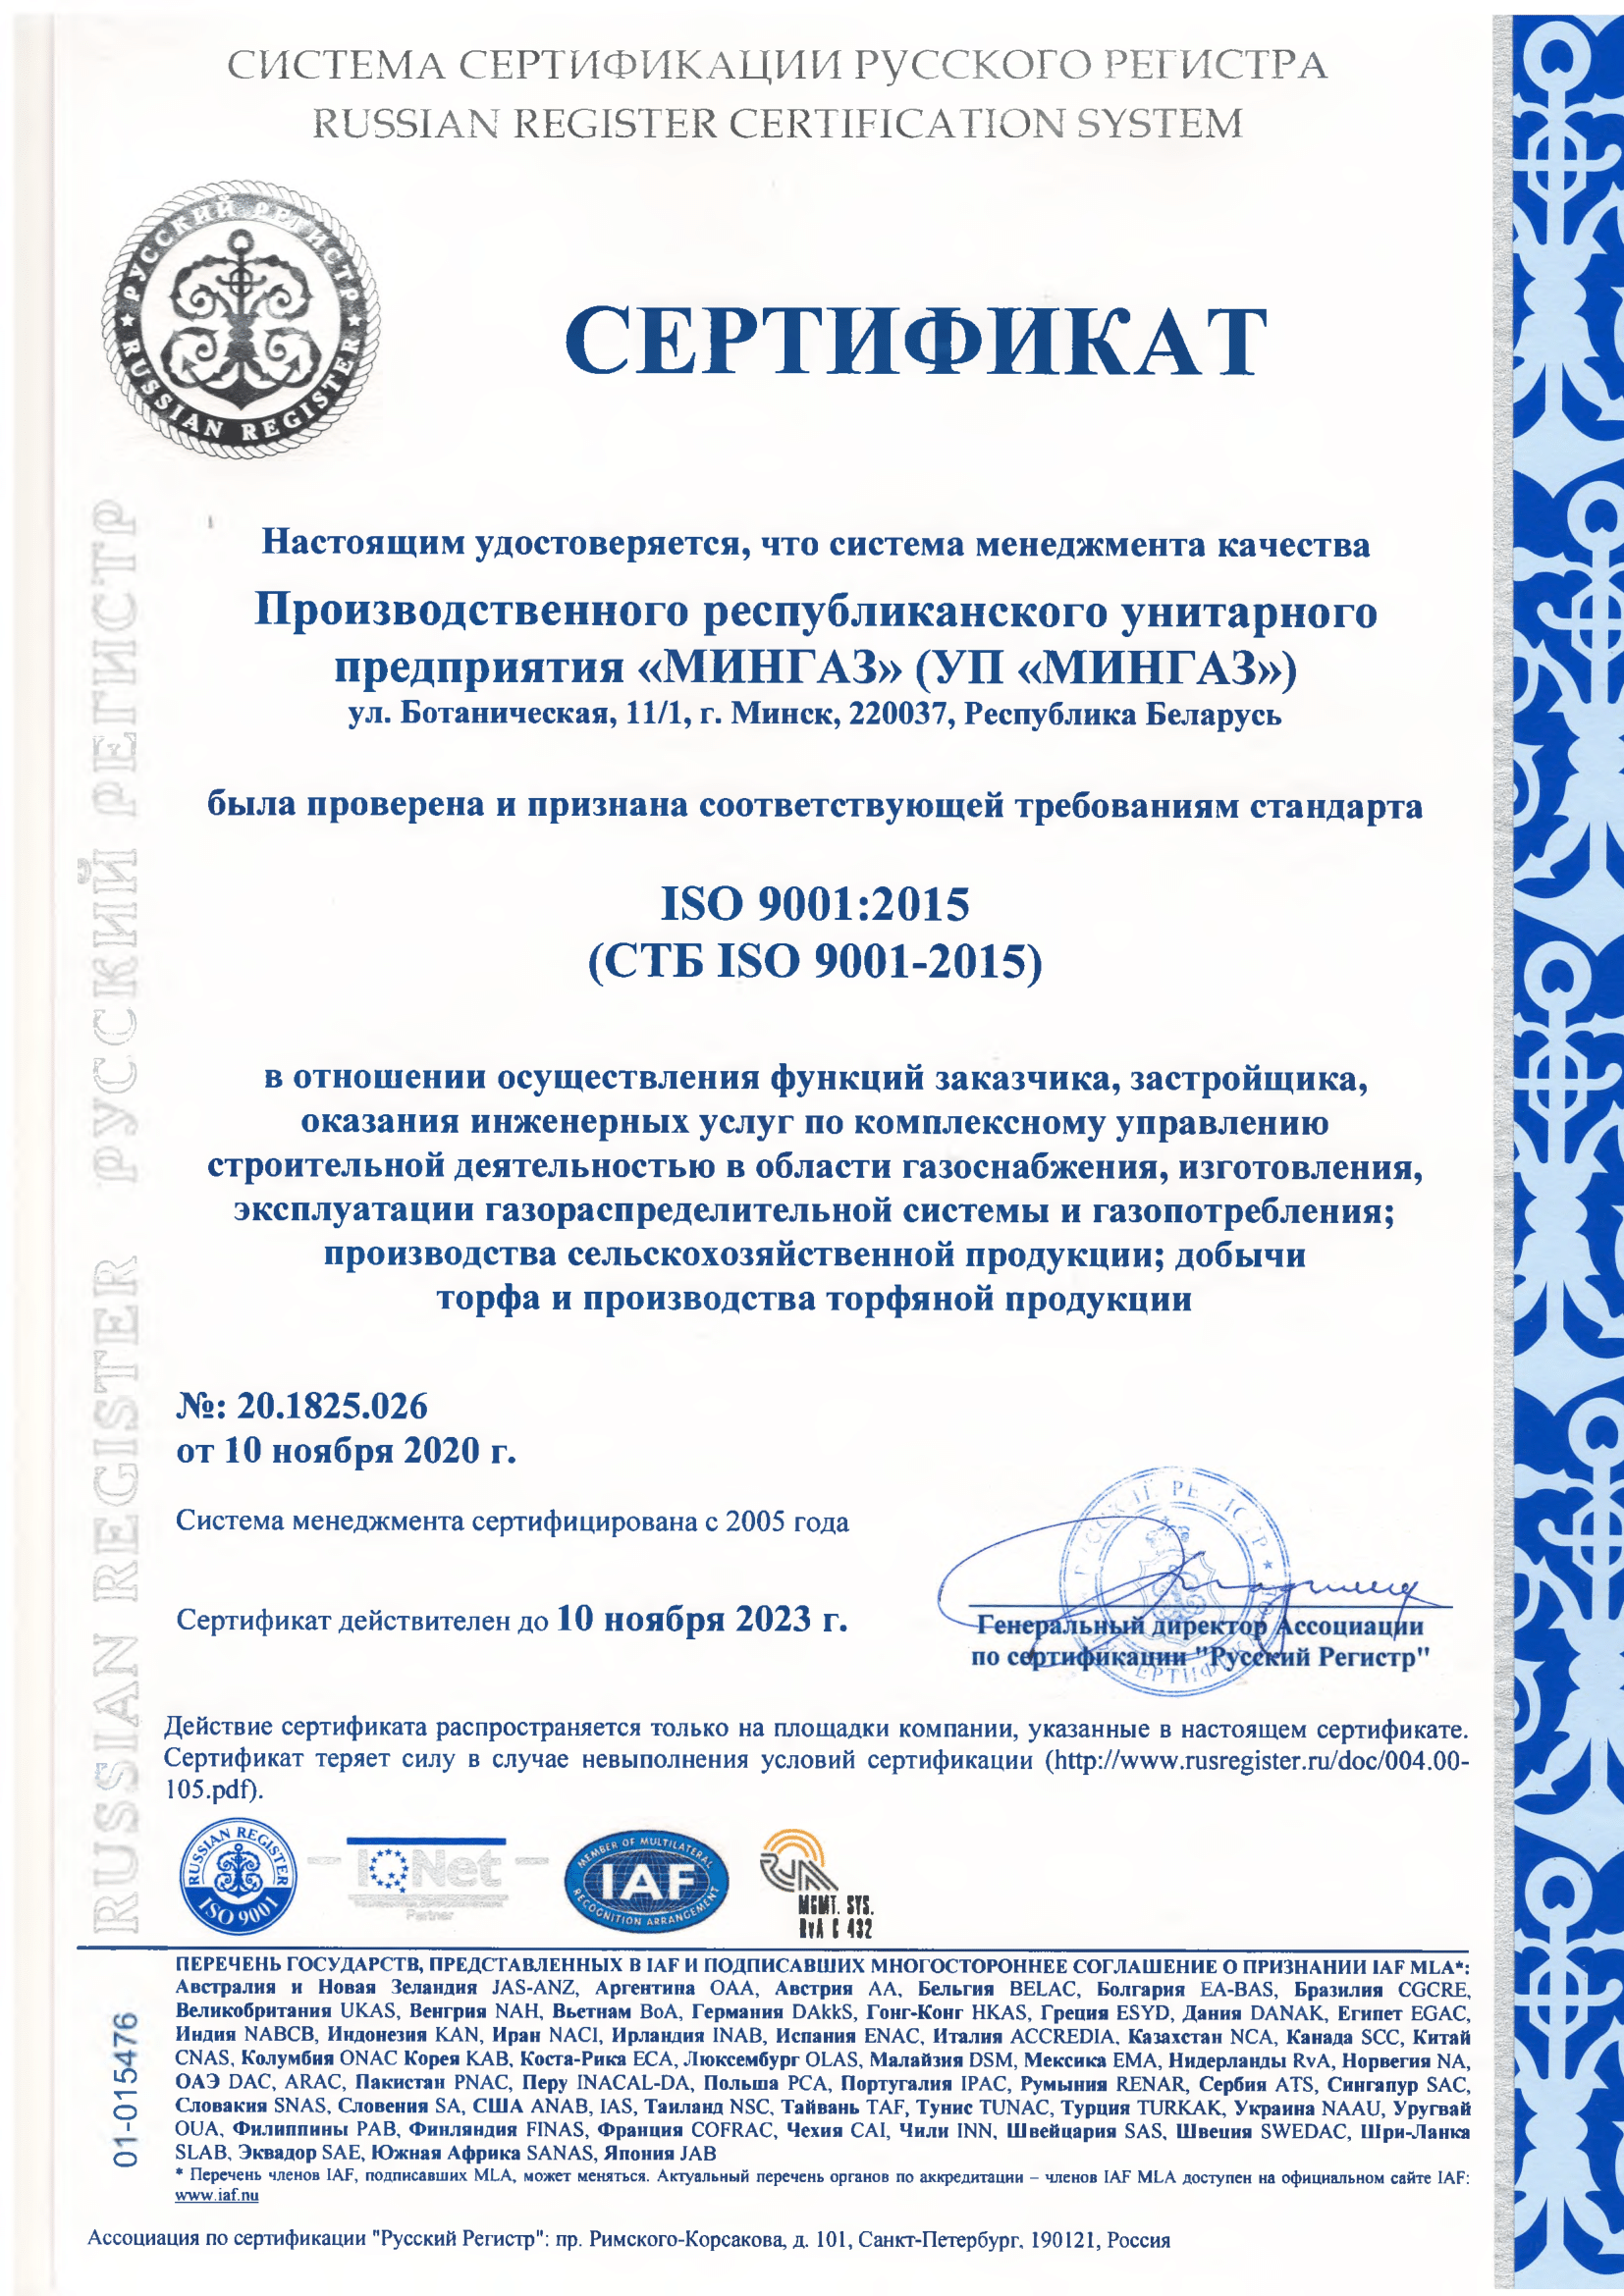 СИСТЕМА СЕРТИФИКАЦИИ РУССКОГО РЕГИСТРА
RUSSIAN REGISTER CERTIFICATION SYSTEM
РУССКИЙ РЕГИСТР
RUSSIAN REGISTER
СЕРТИФИКАТ
Настоящим удостоверяется, что система менеджмента качества
Производственного республиканского унитарного
предприятия «МИНГАЗ» (УП «МИНГАЗ»)
ул. Ботаническая, 11/1, г. Минск, 220037, Республика Беларусь
была проверена и признана соответствующей требованиям стандарта
ISO 9001:2015
(СТБ ISO 9001-2015)
в отношении осуществления функций заказчика, застройщика,
оказания инженерных услуг по комплексному управлению
строительной деятельностью в области газоснабжения, изготовления,
эксплуатации газораспределительной системы и газопотребления;
производства сельскохозяйственной продукции; добычи
торфа и производства торфяной продукции
№: 20.1825.026
от 10 ноября 2020 г.
Система менеджмента сертифицирована с 2005 года
Сертификат действителен до 10 ноября 2023 г.
Генеральный директор Ассоциации
по сертификации "Русский Регистр"
Действие сертификата распространяется только на площадки компании, указанные в настоящем сертификате.
Сертификат теряет силу в случае невыполнения условий сертификации (http://www.rusregister.ru/doc/004.00-
105.pdf).
RUSSIAN REGISTER
ISO 9001
IQNet
Partner
MEMBER OF MULTILATERAL
IAF
RECOGNITION ARRANGEMENT
RvA
MGMT. SYS.
RvA C 432
RUSSIAN REGISTER РУССКИЙ РЕГИСТР
01-015476
ПЕРЕЧЕНЬ ГОСУДАРСТВ, ПРЕДСТАВЛЕННЫХ В IAF И ПОДПИСАВШИХ МНОГОСТОРОННЕЕ СОГЛАШЕНИЕ О ПРИЗНАНИИ IAF MLA*:
Австралия и Новая Зеландия JAS-ANZ, Аргентина OAA, Австрия AA, Бельгия BELAC, Болгария EA-BAS, Бразилия CGCRE,
Великобритания UKAS, Венгрия NAH, Вьетнам BoA, Германия DAkkS, Гонг-Конг HKAS, Греция ESYD, Дания DANAK, Египет EGAC,
Индия NABCB, Индонезия KAN, Иран NACI, Ирландия INAB, Испания ENAC, Италия ACCREDIA, Казахстан NCA, Канада SCC, Китай
CNAS, Колумбия ONAC Корея KAB, Коста-Рика ECA, Люксембург OLAS, Малайзия DSM, Мексика EMA, Нидерланды RvA, Норвегия NA,
ОАЭ DAC, ARAC, Пакистан PNAC, Перу INACAL-DA, Польша PCA, Португалия IPAC, Румыния RENAR, Сербия ATS, Сингапур SAC,
Словакия SNAS, Словения SA, США ANAB, IAS, Таиланд NSC, Тайвань TAF, Тунис TUNAC, Турция TURKAK, Украина NAAU, Уругвай
OUA, Филиппины PAB, Финляндия FINAS, Франция COFRAC, Чехия CAI, Чили INN, Швейцария SAS, Швеция SWEDAC, Шри-Ланка
SLAB, Эквадор SAE, Южная Африка SANAS, Япония JAB
* Перечень членов IAF, подписавших MLA, может меняться. Актуальный перечень органов по аккредитации – членов IAF MLA доступен на официальном сайте IAF:
www.iaf.nu
Ассоциация по сертификации "Русский Регистр": пр. Римского-Корсакова, д. 101, Санкт-Петербург, 190121, Россия